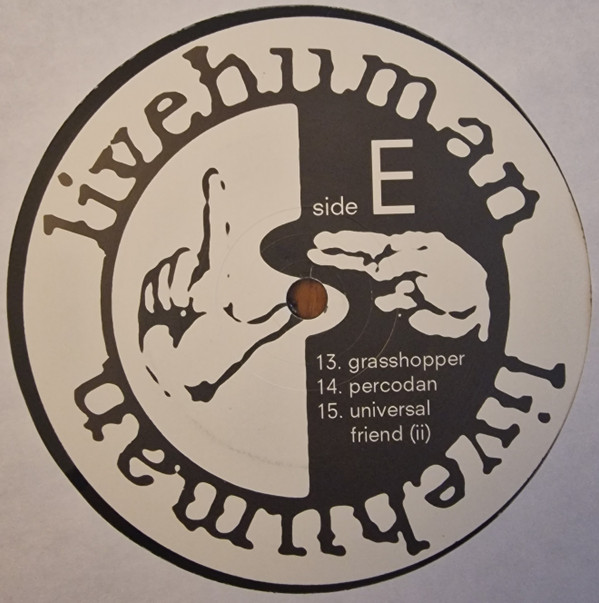 livehuman
side E
13. grasshopper
14. percodan
15. universal
friend (ii)
livehuman